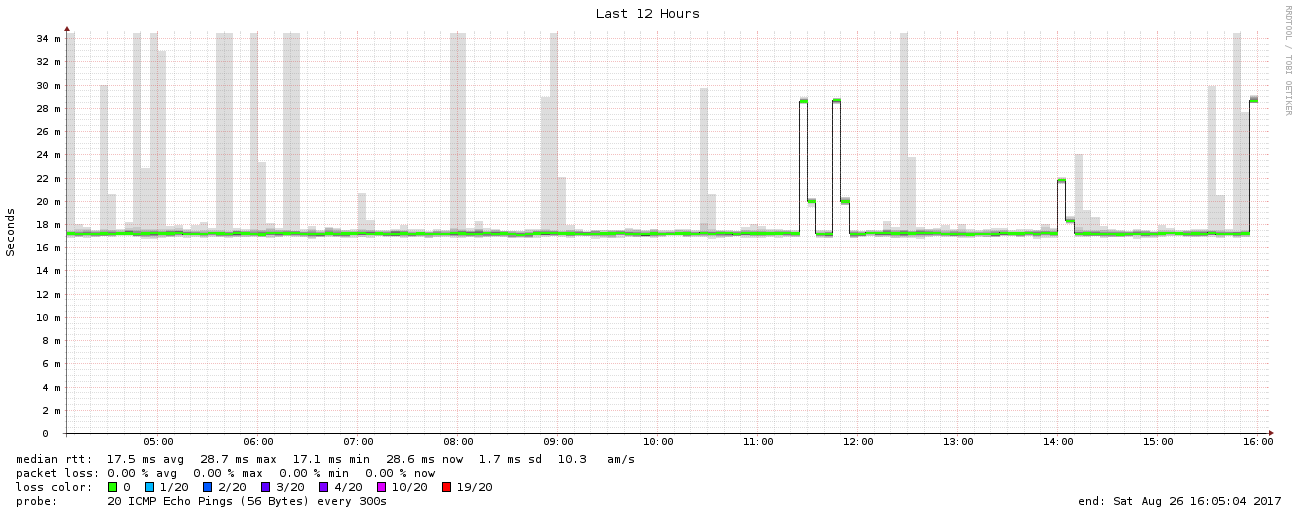 Last 12 Hours
RRDTOOL / TOBI OETIKER
34 m
32 m
30 m
28 m
26 m
24 m
22 m
20 m
18 m
16 m
14 m
12 m
10 m
8 m
6 m
4 m
2 m
0
Seconds
05:00 06:00 07:00 08:00 09:00 10:00 11:00 12:00 13:00 14:00 15:00 16:00
median rtt: 17.5 ms avg 28.7 ms max 17.1 ms min 28.6 ms now 1.7 ms sd 10.3 am/s
packet loss: 0.00 % avg 0.00 % max 0.00 % min 0.00 % now
loss color: 0 1/20 2/20 3/20 4/20 10/20 19/20
probe: 20 ICMP Echo Pings (56 Bytes) every 300s end: Sat Aug 26 16:05:04 2017